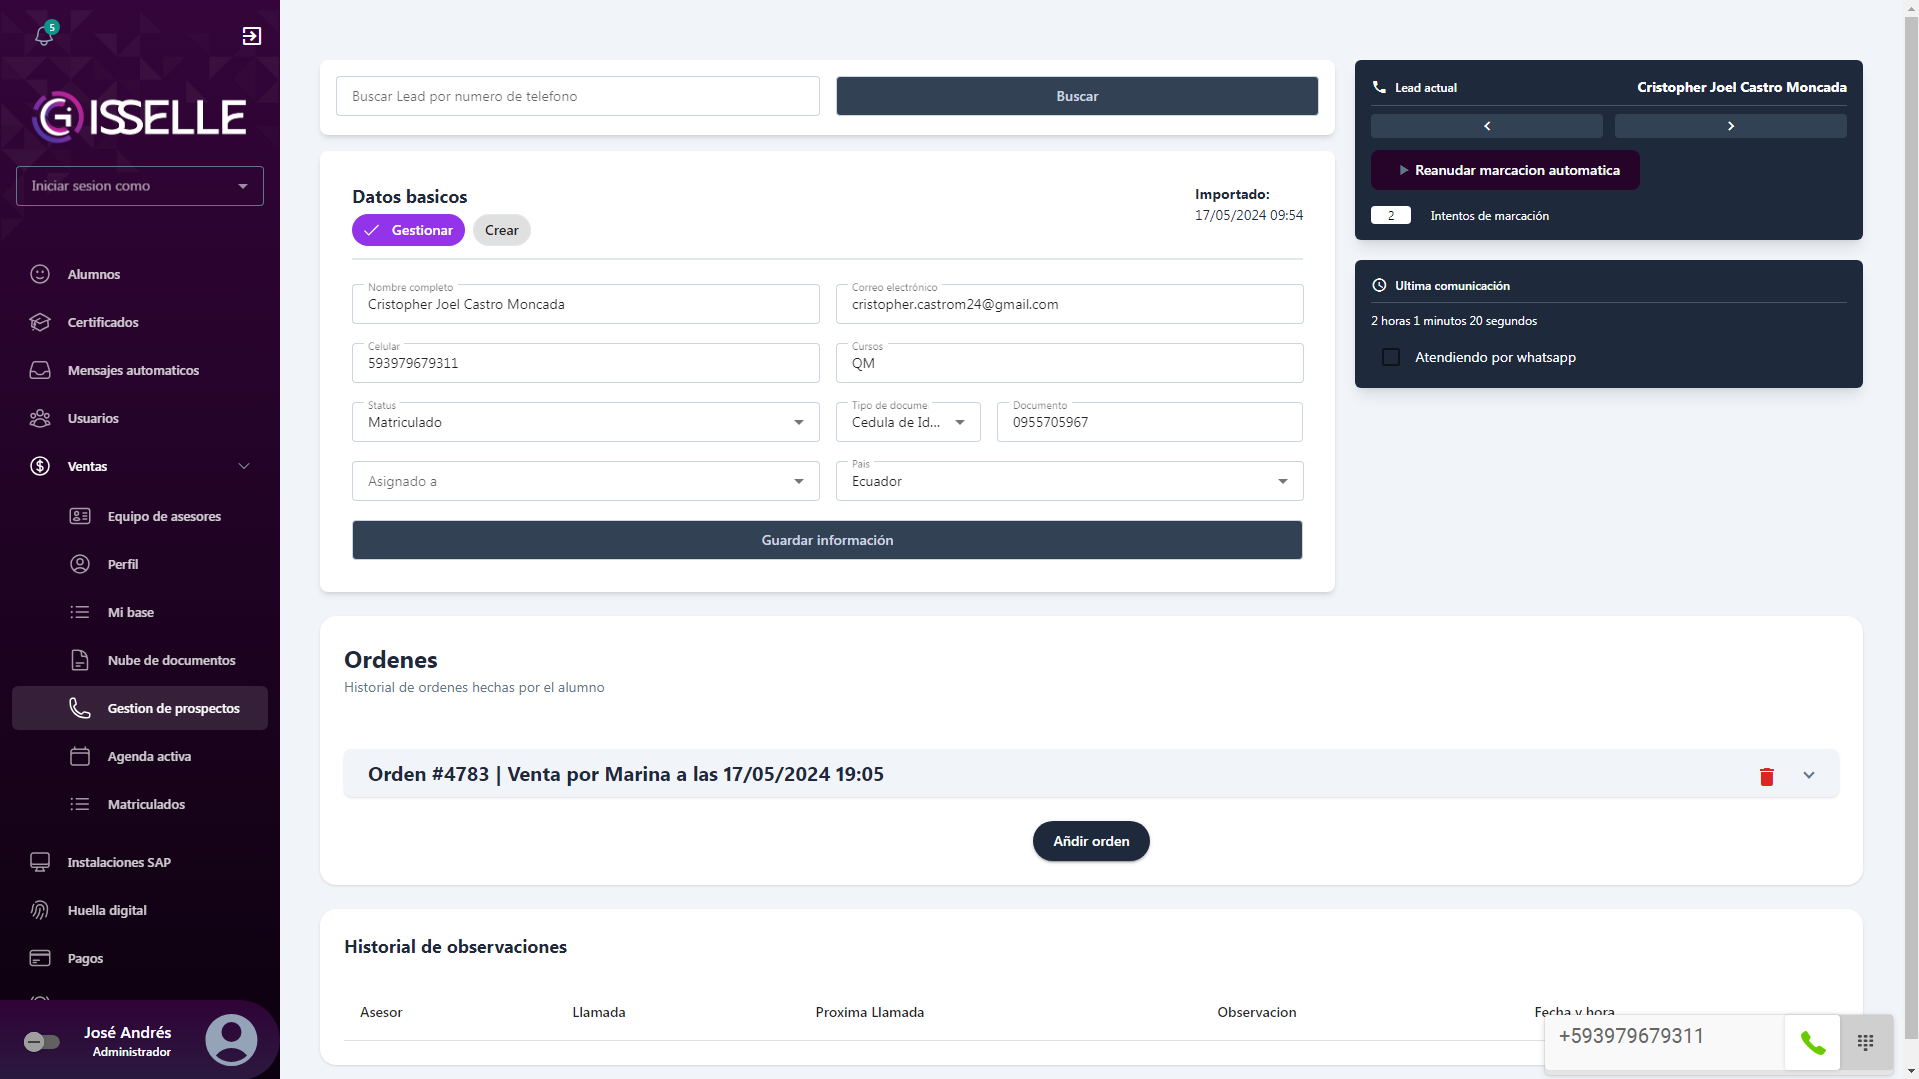 5
GISSELLE
Iniciar sesion como
Alumnos
Certificados
Mensajes automaticos
Usuarios
Ventas
Equipo de asesores
Perfil
Mi base
Nube de documentos
Gestion de prospectos
Agenda activa
Matriculados
Instalaciones SAP
Huella digital
Pagos
José Andrés
Administrador
Buscar Lead por numero de telefono
Buscar
Datos basicos
Importado:
17/05/2024 09:54
Gestionar
Crear
Nombre completo
Cristopher Joel Castro Moncada
Correo electrónico
cristopher.castrom24@gmail.com
Celular
593979679311
Cursos
QM
Status
Matriculado
Tipo de docume
Cedula de Id...
Documento
0955705967
Asignado a
Pais
Ecuador
Guardar información
Lead actual
Cristopher Joel Castro Moncada
Reanudar marcacion automatica
2
Intentos de marcación
Ultima comunicación
2 horas 1 minutos 20 segundos
Atendiendo por whatsapp
Ordenes
Historial de ordenes hechas por el alumno
Orden #4783 | Venta por Marina a las 17/05/2024 19:05
Añdir orden
Historial de observaciones
Asesor
Llamada
Proxima Llamada
Observacion
Fecha y hora
+593979679311